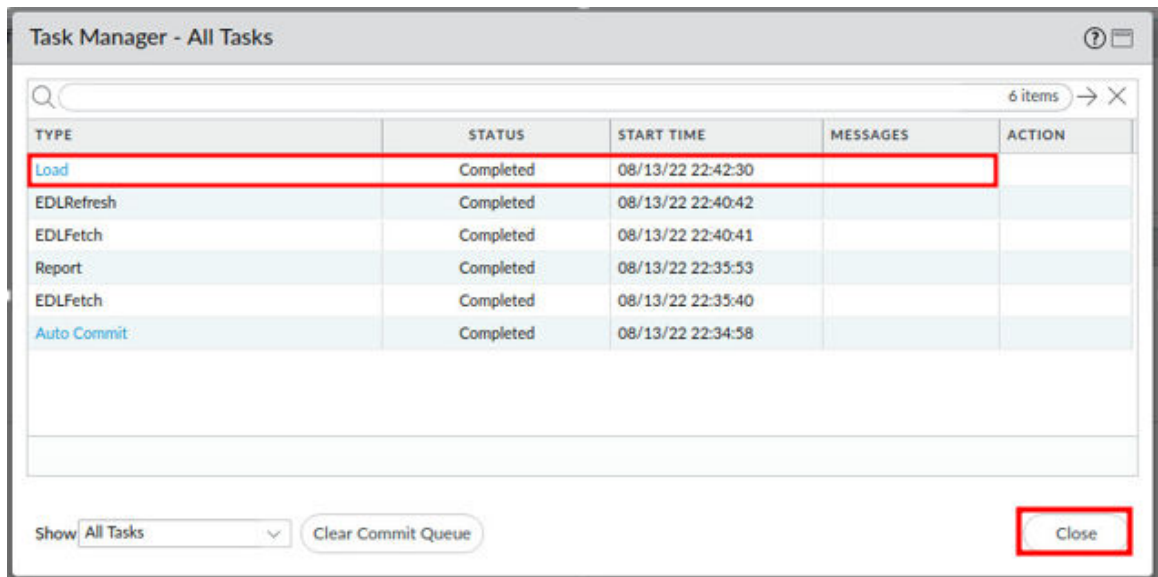 Task Manager - All Tasks
6 items
TYPE STATUS START TIME MESSAGES ACTION
Load Completed 08/13/22 22:42:30
EDLRefresh Completed 08/13/22 22:40:42
EDLFetch Completed 08/13/22 22:40:41
Report Completed 08/13/22 22:35:53
EDLFetch Completed 08/13/22 22:35:40
Auto Commit Completed 08/13/22 22:34:58
Show All Tasks Clear Commit Queue Close